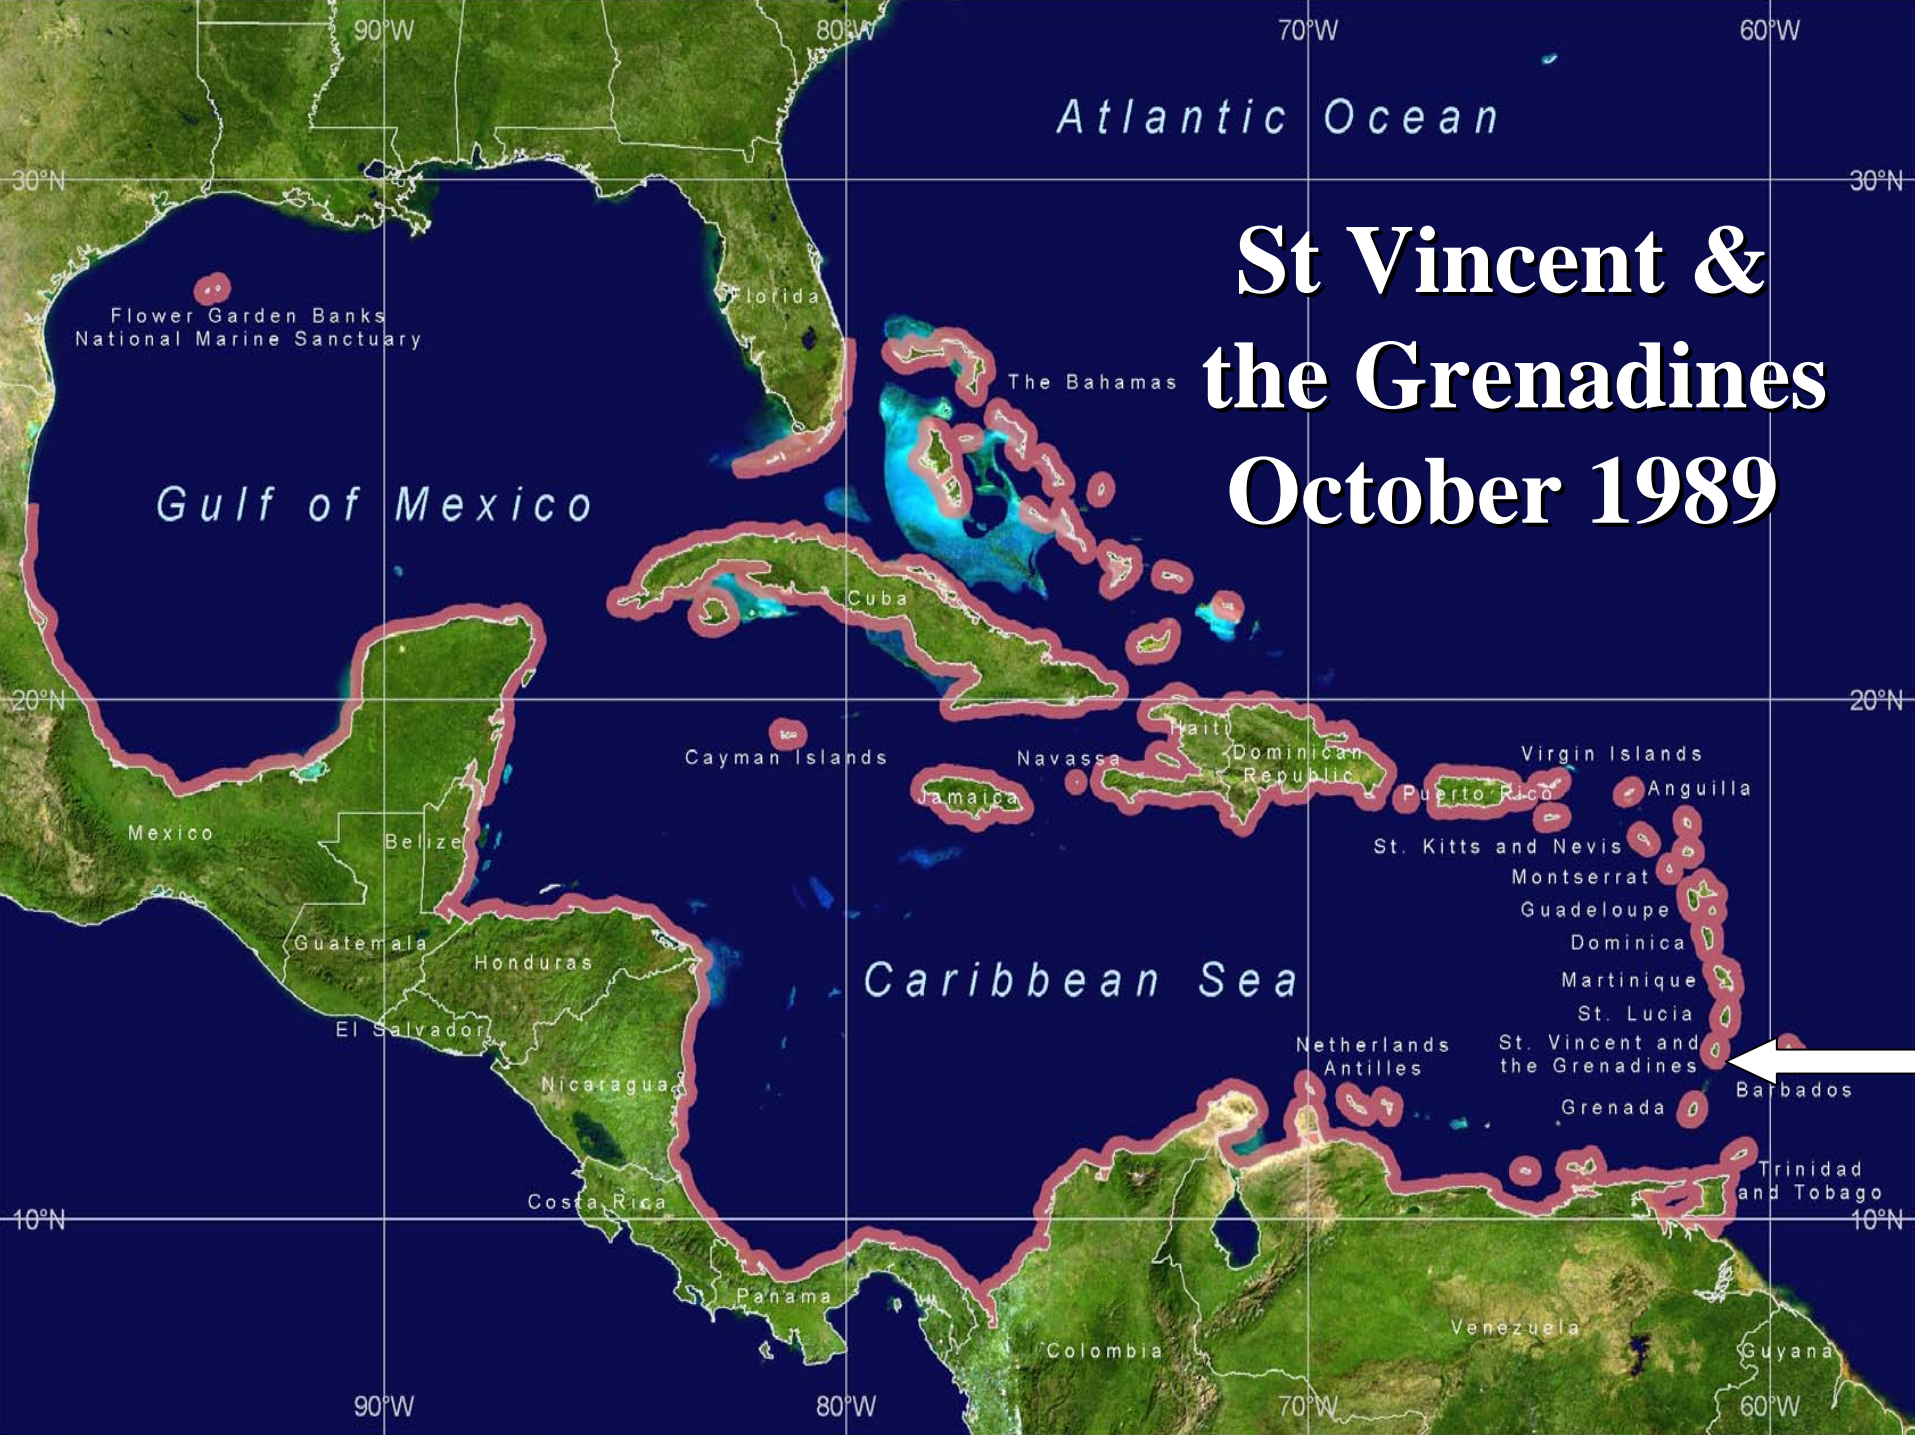 90°W
80°W
70°W
60°W
Atlantic Ocean
30°N
30°N
St Vincent &
the Grenadines
October 1989
Florida
Flower Garden Banks
National Marine Sanctuary
The Bahamas
Gulf of Mexico
Cuba
20°N
20°N
Haiti
Dominican
Republic
Cayman Islands
Navassa
Virgin Islands
Jamaica
Puerto Rico
Anguilla
Mexico
Belize
St. Kitts and Nevis
Montserrat
Guadeloupe
Guatemala
Honduras
Dominica
Caribbean Sea
Martinique
St. Lucia
El Salvador
Netherlands
Antilles
St. Vincent and
the Grenadines
Nicaragua
Barbados
Grenada
Trinidad
and Tobago
Costa Rica
10°N
10°N
Panama
Venezuela
Colombia
Guyana
90°W
80°W
70°W
60°W